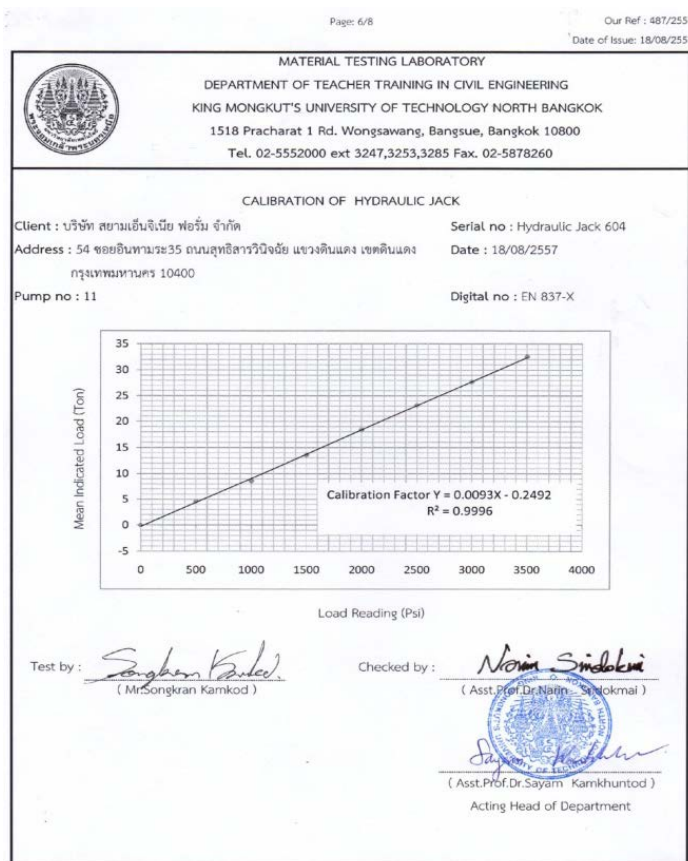 Page: 6/8
Our Ref : 487/255
Date of Issue: 18/08/255
MATERIAL TESTING LABORATORY
DEPARTMENT OF TEACHER TRAINING IN CIVIL ENGINEERING
KING MONGKUT'S UNIVERSITY OF TECHNOLOGY NORTH BANGKOK
1518 Pracharat 1 Rd. Wongsawang, Bangsue, Bangkok 10800
Tel. 02-5552000 ext 3247,3253,3285 Fax. 02-5878260
CALIBRATION OF HYDRAULIC JACK
Client : บริษัท สยามเอ็นจิเนีย ฟอรั่ม จำกัด
Serial no : Hydraulic Jack 604
Address : 54 ซอยอินทามระ35 ถนนสุทธิสารวินิจฉัย แขวงดินแดง เขตดินแดง
Date : 18/08/2557
กรุงเทพมหานคร 10400
Pump no : 11
Digital no : EN 837-X
Mean Indicated Load (Ton)
35
30
25
20
15
10
5
0
-5
Calibration Factor Y = 0.0093X - 0.2492
R² = 0.9996
0 500 1000 1500 2000 2500 3000 3500 4000
Load Reading (Psi)
Test by :
Checked by :
( Mr.Songkran Kamkod )
( Asst.Prof.Dr.Narin Sridokmai )
( Asst.Prof.Dr.Sayam Kamkhuntod )
Acting Head of Department